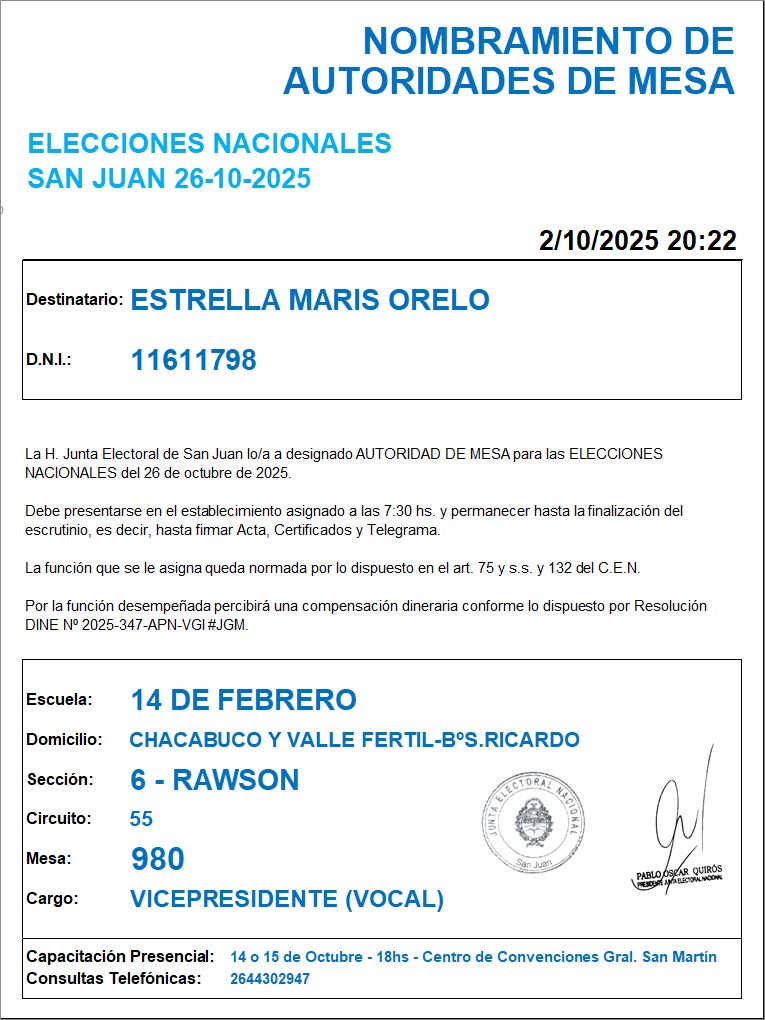 NOMBRAMIENTO DE
AUTORIDADES DE MESA
ELECCIONES NACIONALES
SAN JUAN 26-10-2025
2/10/2025 20:22
Destinatario: ESTRELLA MARIS ORELO
D.N.I.: 11611798
La H. Junta Electoral de San Juan lo/a a designado AUTORIDAD DE MESA para las ELECCIONES
NACIONALES del 26 de octubre de 2025.
Debe presentarse en el establecimiento asignado a las 7:30 hs. y permanecer hasta la finalización del
escrutinio, es decir, hasta firmar Acta, Certificados y Telegrama.
La función que se le asigna queda normada por lo dispuesto en el art. 75 y s.s. y 132 del C.E.N.
Por la función desempeñada percibirá una compensación dineraria conforme lo dispuesto por Resolución
DINE Nº 2025-347-APN-VGI#JGM.
Escuela: 14 DE FEBRERO
Domicilio: CHACABUCO Y VALLE FERTIL-BºS.RICARDO
Sección: 6 - RAWSON
Circuito: 55
Mesa: 980
Cargo: VICEPRESIDENTE (VOCAL)
JUNTA ELECTORAL NACIONAL
San Juan
PABLO OSCAR QUIRÓS
PRESIDENTE JUNTA ELECTORAL NACIONAL
Capacitación Presencial: 14 o 15 de Octubre - 18hs - Centro de Convenciones Gral. San Martín
Consultas Telefónicas: 2644302947